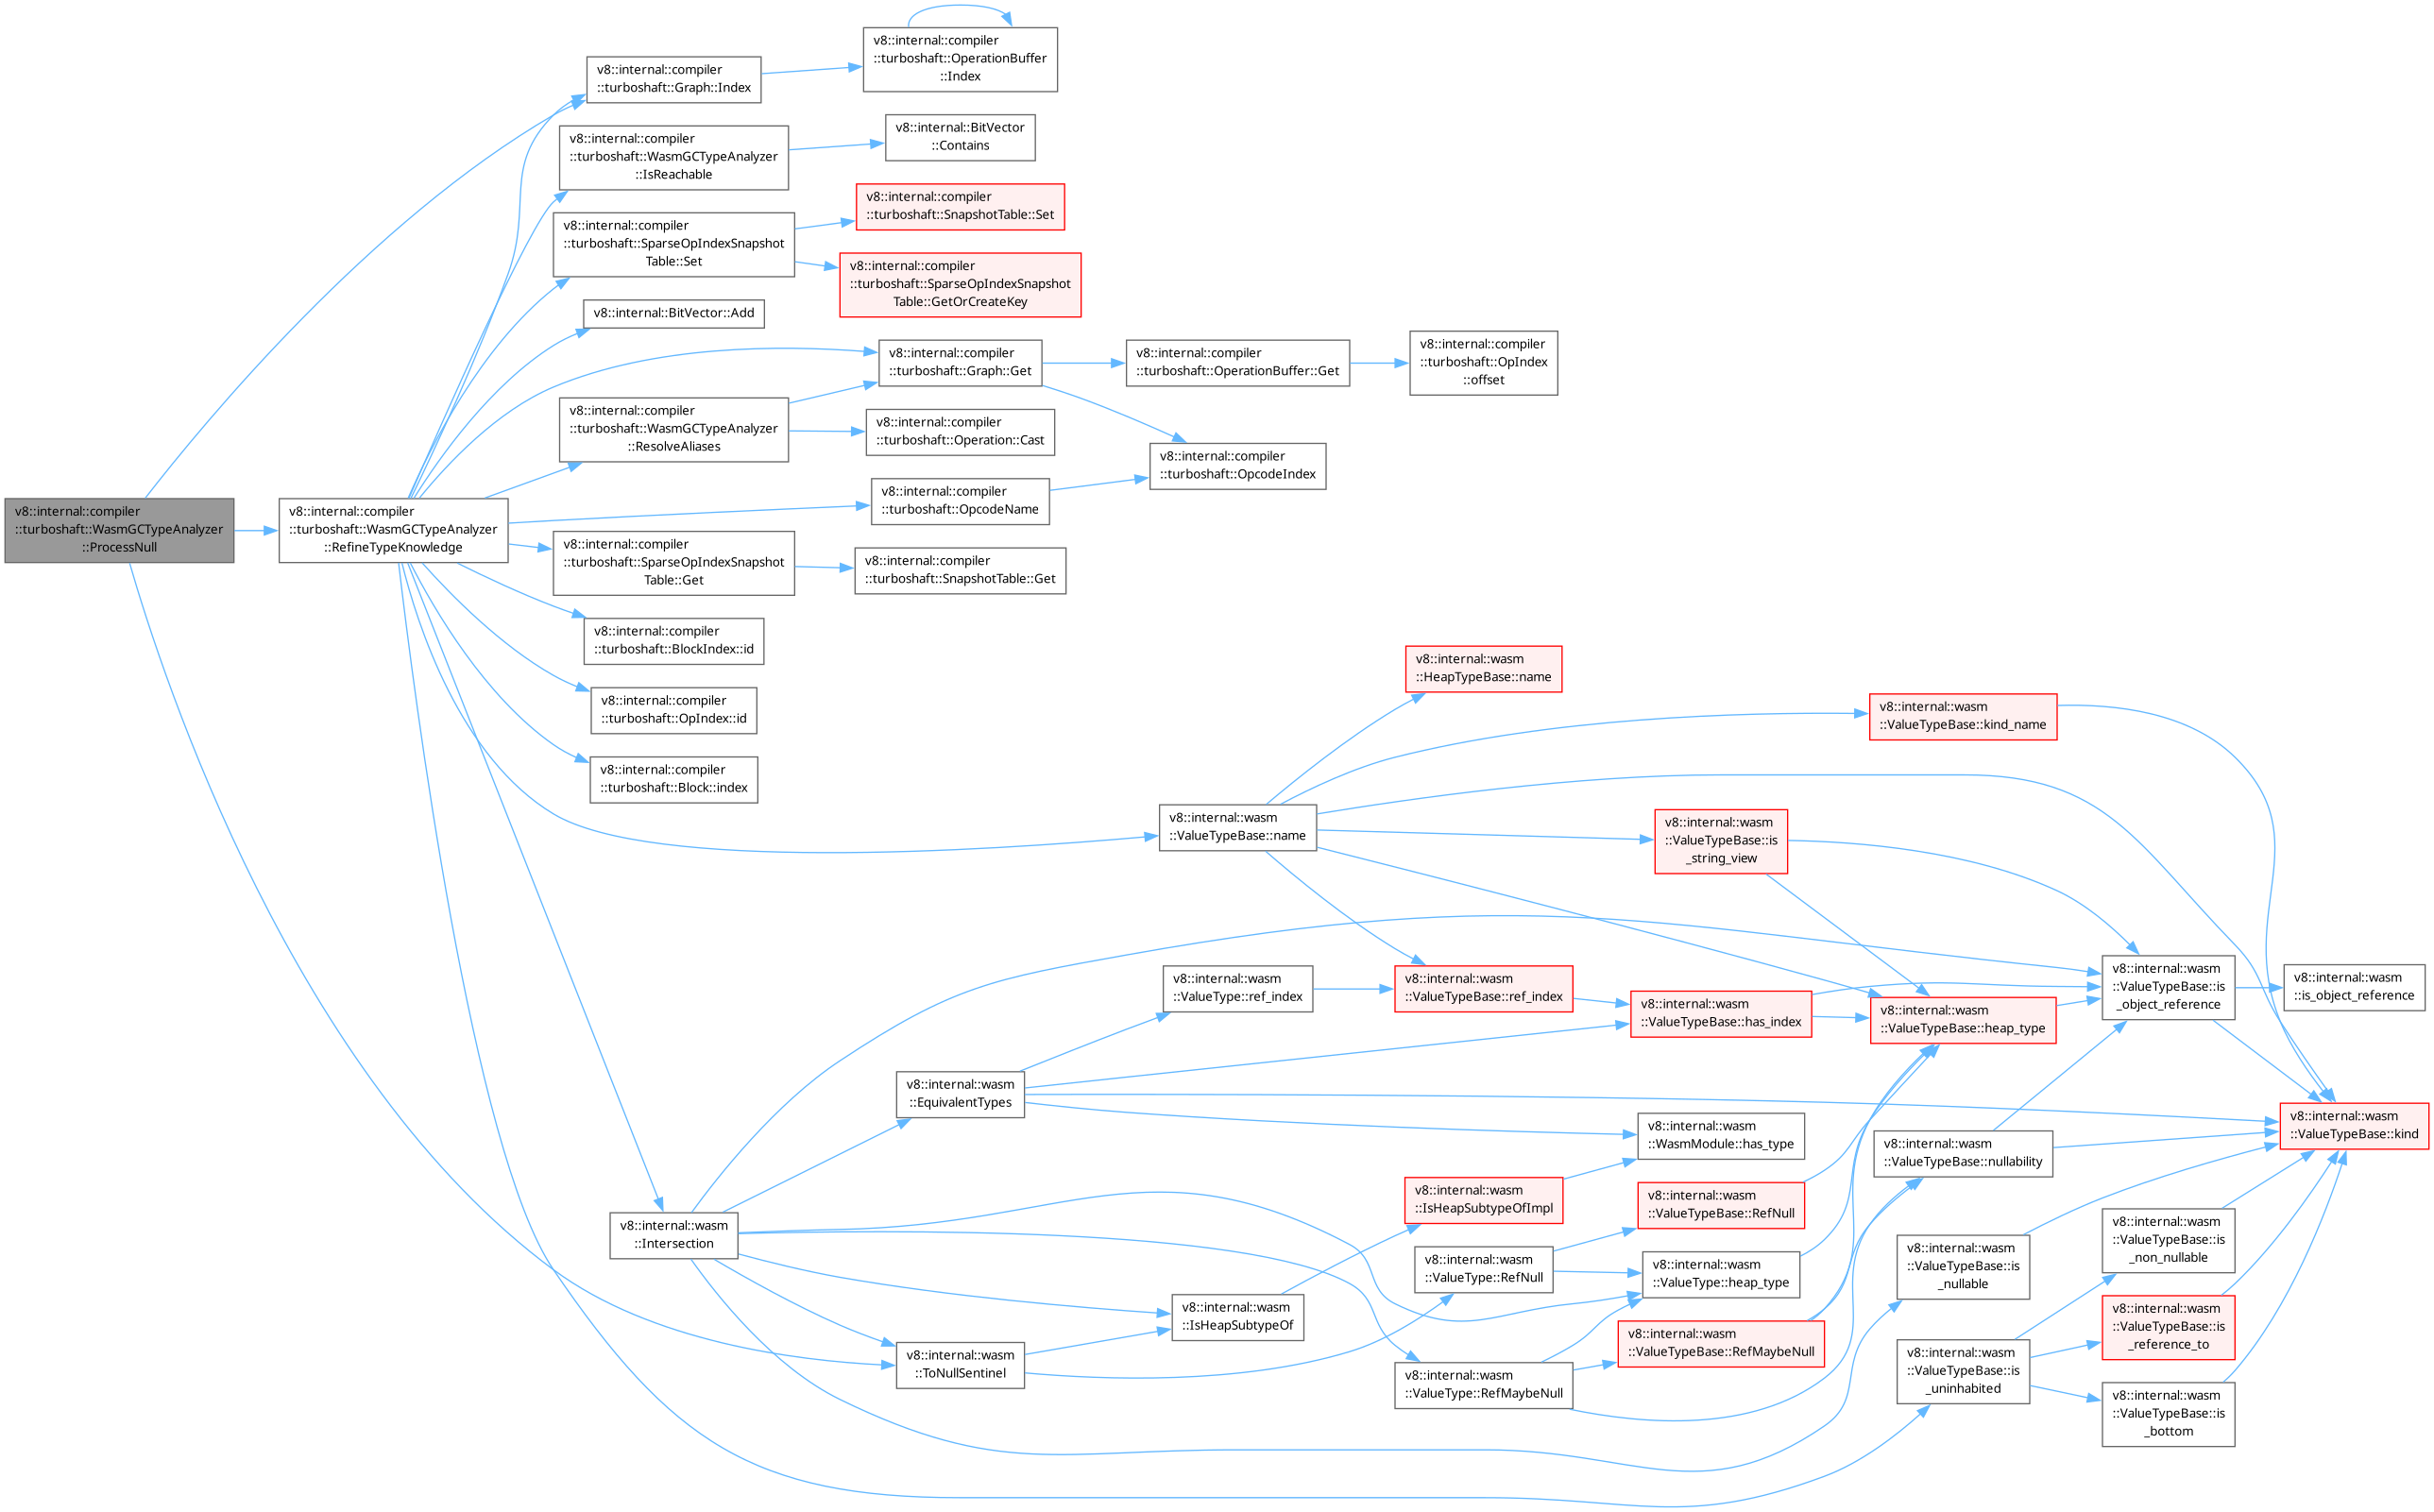 v8::internal::compiler
::turboshaft::WasmGCTypeAnalyzer
::ProcessNull
v8::internal::compiler
::turboshaft::WasmGCTypeAnalyzer
::RefineTypeKnowledge
v8::internal::compiler
::turboshaft::Graph::Index
v8::internal::compiler
::turboshaft::OperationBuffer
::Index
v8::internal::compiler
::turboshaft::WasmGCTypeAnalyzer
::IsReachable
v8::internal::BitVector
::Contains
v8::internal::compiler
::turboshaft::SparseOpIndexSnapshot
Table::Set
v8::internal::compiler
::turboshaft::SnapshotTable::Set
v8::internal::compiler
::turboshaft::SparseOpIndexSnapshot
Table::GetOrCreateKey
v8::internal::BitVector::Add
v8::internal::compiler
::turboshaft::Graph::Get
v8::internal::compiler
::turboshaft::OperationBuffer::Get
v8::internal::compiler
::turboshaft::OpIndex
::offset
v8::internal::compiler
::turboshaft::WasmGCTypeAnalyzer
::ResolveAliases
v8::internal::compiler
::turboshaft::Operation::Cast
v8::internal::compiler
::turboshaft::OpcodeIndex
v8::internal::compiler
::turboshaft::OpcodeName
v8::internal::compiler
::turboshaft::SparseOpIndexSnapshot
Table::Get
v8::internal::compiler
::turboshaft::SnapshotTable::Get
v8::internal::compiler
::turboshaft::BlockIndex::id
v8::internal::compiler
::turboshaft::OpIndex::id
v8::internal::compiler
::turboshaft::Block::index
v8::internal::wasm
::HeapTypeBase::name
v8::internal::wasm
::ValueTypeBase::kind_name
v8::internal::wasm
::ValueTypeBase::name
v8::internal::wasm
::ValueTypeBase::is
_string_view
v8::internal::wasm
::ValueType::ref_index
v8::internal::wasm
::ValueTypeBase::ref_index
v8::internal::wasm
::ValueTypeBase::has_index
v8::internal::wasm
::ValueTypeBase::heap_type
v8::internal::wasm
::ValueTypeBase::is
_object_reference
v8::internal::wasm
::is_object_reference
v8::internal::wasm
::EquivalentTypes
v8::internal::wasm
::WasmModule::has_type
v8::internal::wasm
::ValueTypeBase::nullability
v8::internal::wasm
::ValueTypeBase::kind
v8::internal::wasm
::Intersection
v8::internal::wasm
::IsHeapSubtypeOfImpl
v8::internal::wasm
::ValueTypeBase::RefNull
v8::internal::wasm
::ValueType::RefNull
v8::internal::wasm
::ValueType::heap_type
v8::internal::wasm
::ValueTypeBase::is
_nullable
v8::internal::wasm
::ValueTypeBase::is
_non_nullable
v8::internal::wasm
::IsHeapSubtypeOf
v8::internal::wasm
::ValueTypeBase::RefMaybeNull
v8::internal::wasm
::ValueTypeBase::is
_reference_to
v8::internal::wasm
::ToNullSentinel
v8::internal::wasm
::ValueType::RefMaybeNull
v8::internal::wasm
::ValueTypeBase::is
_uninhabited
v8::internal::wasm
::ValueTypeBase::is
_bottom